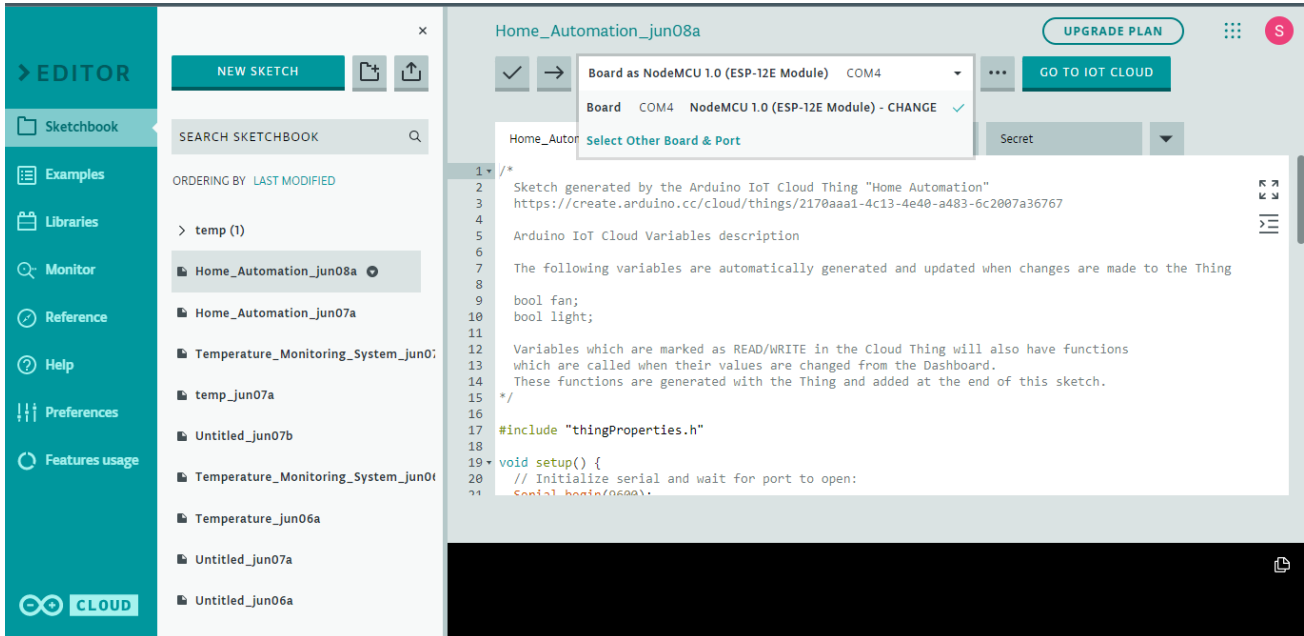 EDITOR
Sketchbook
Examples
Libraries
Monitor
Reference
Help
Preferences
Features usage
CLOUD
×
NEW SKETCH
SEARCH SKETCHBOOK
ORDERING BY LAST MODIFIED
> temp (1)
Home_Automation_jun08a
Home_Automation_jun07a
Temperature_Monitoring_System_jun07
temp_jun07a
Untitled_jun07b
Temperature_Monitoring_System_jun06
Temperature_jun06a
Untitled_jun07a
Untitled_jun06a
Home_Automation_jun08a
UPGRADE PLAN
S
Board as NodeMCU 1.0 (ESP-12E Module) COM4
GO TO IOT CLOUD
Board COM4 NodeMCU 1.0 (ESP-12E Module) - CHANGE
Select Other Board & Port
Home_Autor
Secret
1 /*
2 Sketch generated by the Arduino IoT Cloud Thing "Home Automation"
3 https://create.arduino.cc/cloud/things/2170aaa1-4c13-4e40-a483-6c2007a36767
4
5 Arduino IoT Cloud Variables description
6
7 The following variables are automatically generated and updated when changes are made to the Thing
8
9 bool fan;
10 bool light;
11
12 Variables which are marked as READ/WRITE in the Cloud Thing will also have functions
13 which are called when their values are changed from the Dashboard.
14 These functions are generated with the Thing and added at the end of this sketch.
15 */
16
17 #include "thingProperties.h"
18
19 void setup() {
20 // Initialize serial and wait for port to open:
21 Serial.begin(9600);